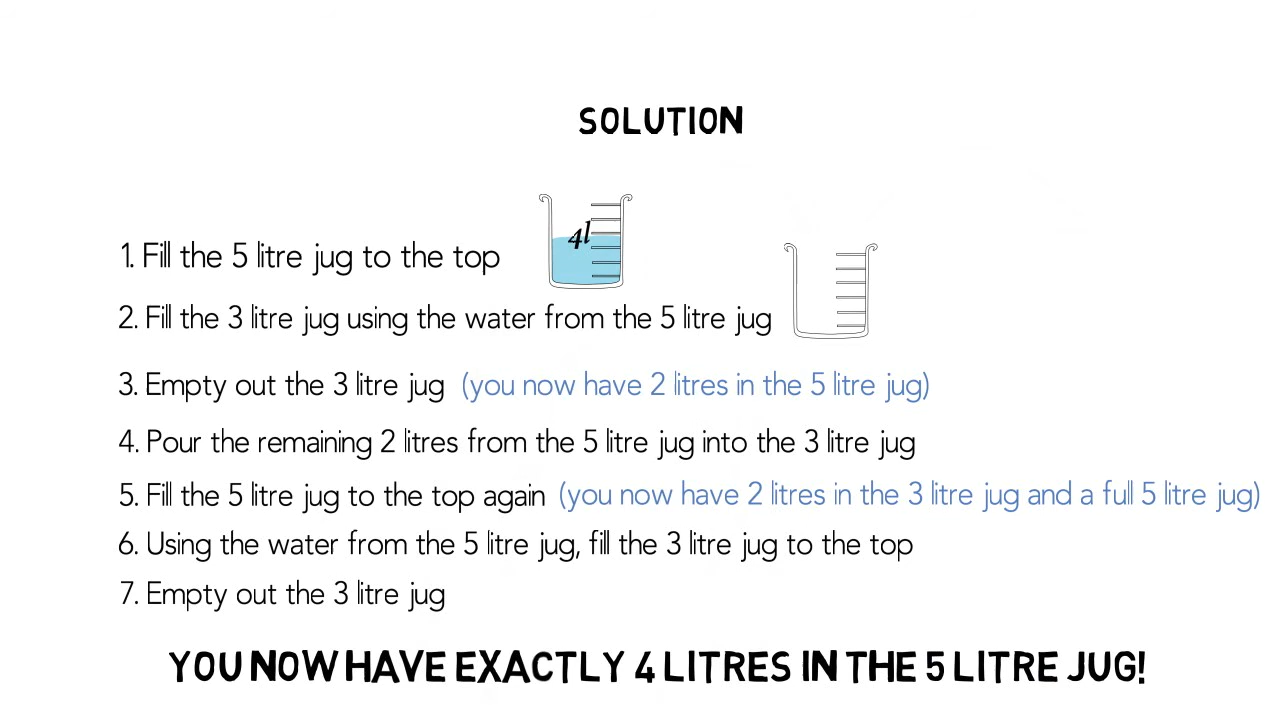 SOLUTION
4l
1. Fill the 5 litre jug to the top
2. Fill the 3 litre jug using the water from the 5 litre jug
3. Empty out the 3 litre jug (you now have 2 litres in the 5 litre jug)
4. Pour the remaining 2 litres from the 5 litre jug into the 3 litre jug
5. Fill the 5 litre jug to the top again (you now have 2 litres in the 3 litre jug and a full 5 litre jug)
6. Using the water from the 5 litre jug, fill the 3 litre jug to the top
7. Empty out the 3 litre jug
YOU NOW HAVE EXACTLY 4 LITRES IN THE 5 LITRE JUG!